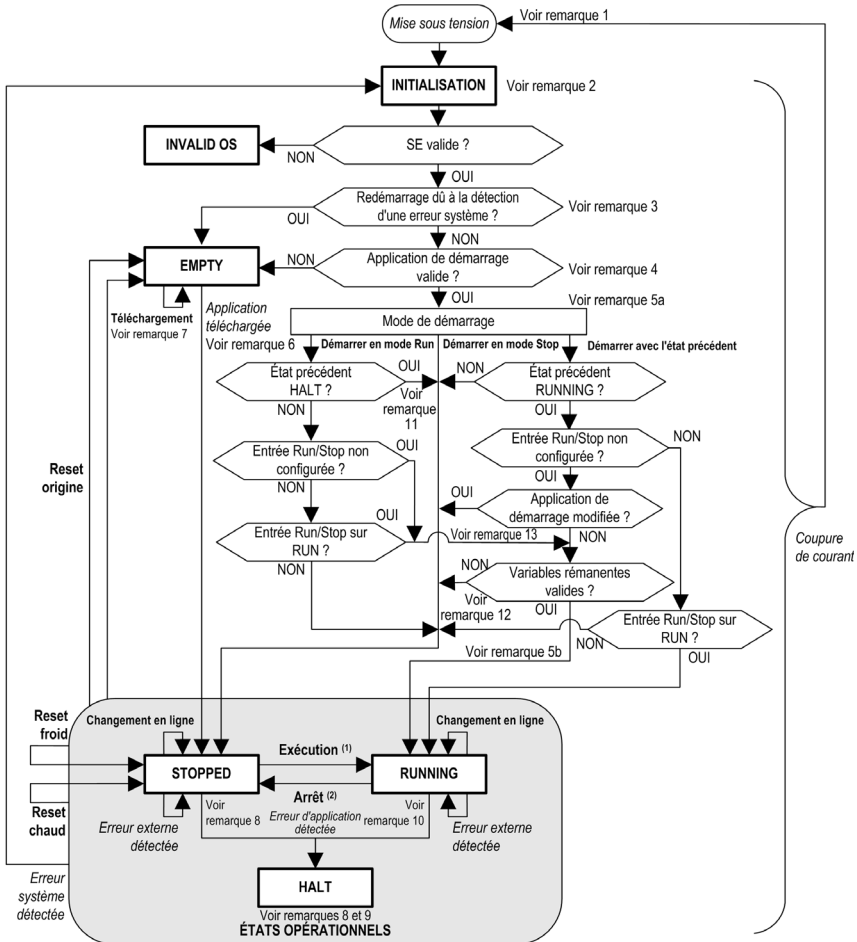 Mise sous tension
Voir remarque 1
INITIALISATION
Voir remarque 2
INVALID OS
NON
SE valide ?
OUI
Redémarrage dû à la détection
d'une erreur système ?
Voir remarque 3
OUI
NON
EMPTY
NON
Application de démarrage
valide ?
Voir remarque 4
OUI
Voir remarque 5a
Téléchargement
Voir remarque 7
Application
téléchargée
Voir remarque 6
Mode de démarrage
Démarrer en mode Run
Démarrer en mode Stop
Démarrer avec l'état précédent
État précédent
HALT ?
OUI
Voir
remarque
11
NON
NON
État précédent
RUNNING ?
OUI
Reset
origine
Entrée Run/Stop non
configurée ?
OUI
NON
Entrée Run/Stop non
configurée ?
NON
OUI
OUI
Application de
démarrage modifiée ?
NON
Entrée Run/Stop sur
RUN ?
OUI
NON
Voir remarque 13
Coupure
de courant
NON
Variables rémanentes
valides ?
OUI
Voir
remarque
12
Entrée Run/Stop sur
RUN ?
NON
OUI
Voir remarque 5b
Reset
froid
Changement en ligne
Changement en ligne
STOPPED
Exécution (1)
RUNNING
Arrêt (2)
Reset
chaud
Erreur externe
détectée
Voir
remarque 8
Erreur d'application
détectée
Voir
remarque 10
Erreur externe
détectée
HALT
Erreur
système
détectée
Voir remarques 8 et 9
ÉTATS OPÉRATIONNELS